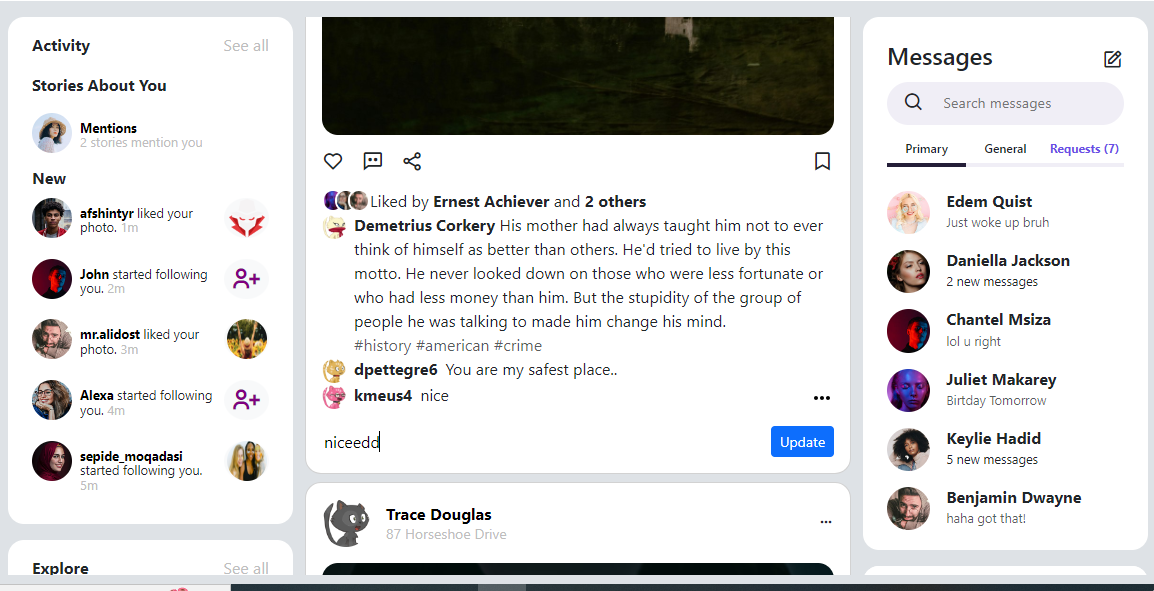 Activity
See all
Stories About You
Mentions
2 stories mention you
New
afshintyr liked your
photo. 1m
John started following
you. 2m
mr.alidost liked your
photo. 3m
Alexa started following
you. 4m
sepide_moqadasi
started following you.
5m
Explore
See all
Liked by Ernest Achiever and 2 others
Demetrius Corkery His mother had always taught him not to ever
think of himself as better than others. He'd tried to live by this
motto. He never looked down on those who were less fortunate or
who had less money than him. But the stupidity of the group of
people he was talking to made him change his mind.
#history #american #crime
dpettegre6 You are my safest place..
kmeus4 nice
niceedd
Update
Trace Douglas
87 Horseshoe Drive
Messages
Search messages
Primary
General
Requests (7)
Edem Quist
Just woke up bruh
Daniella Jackson
2 new messages
Chantel Msiza
lol u right
Juliet Makarey
Birtday Tomorrow
Keylie Hadid
5 new messages
Benjamin Dwayne
haha got that!